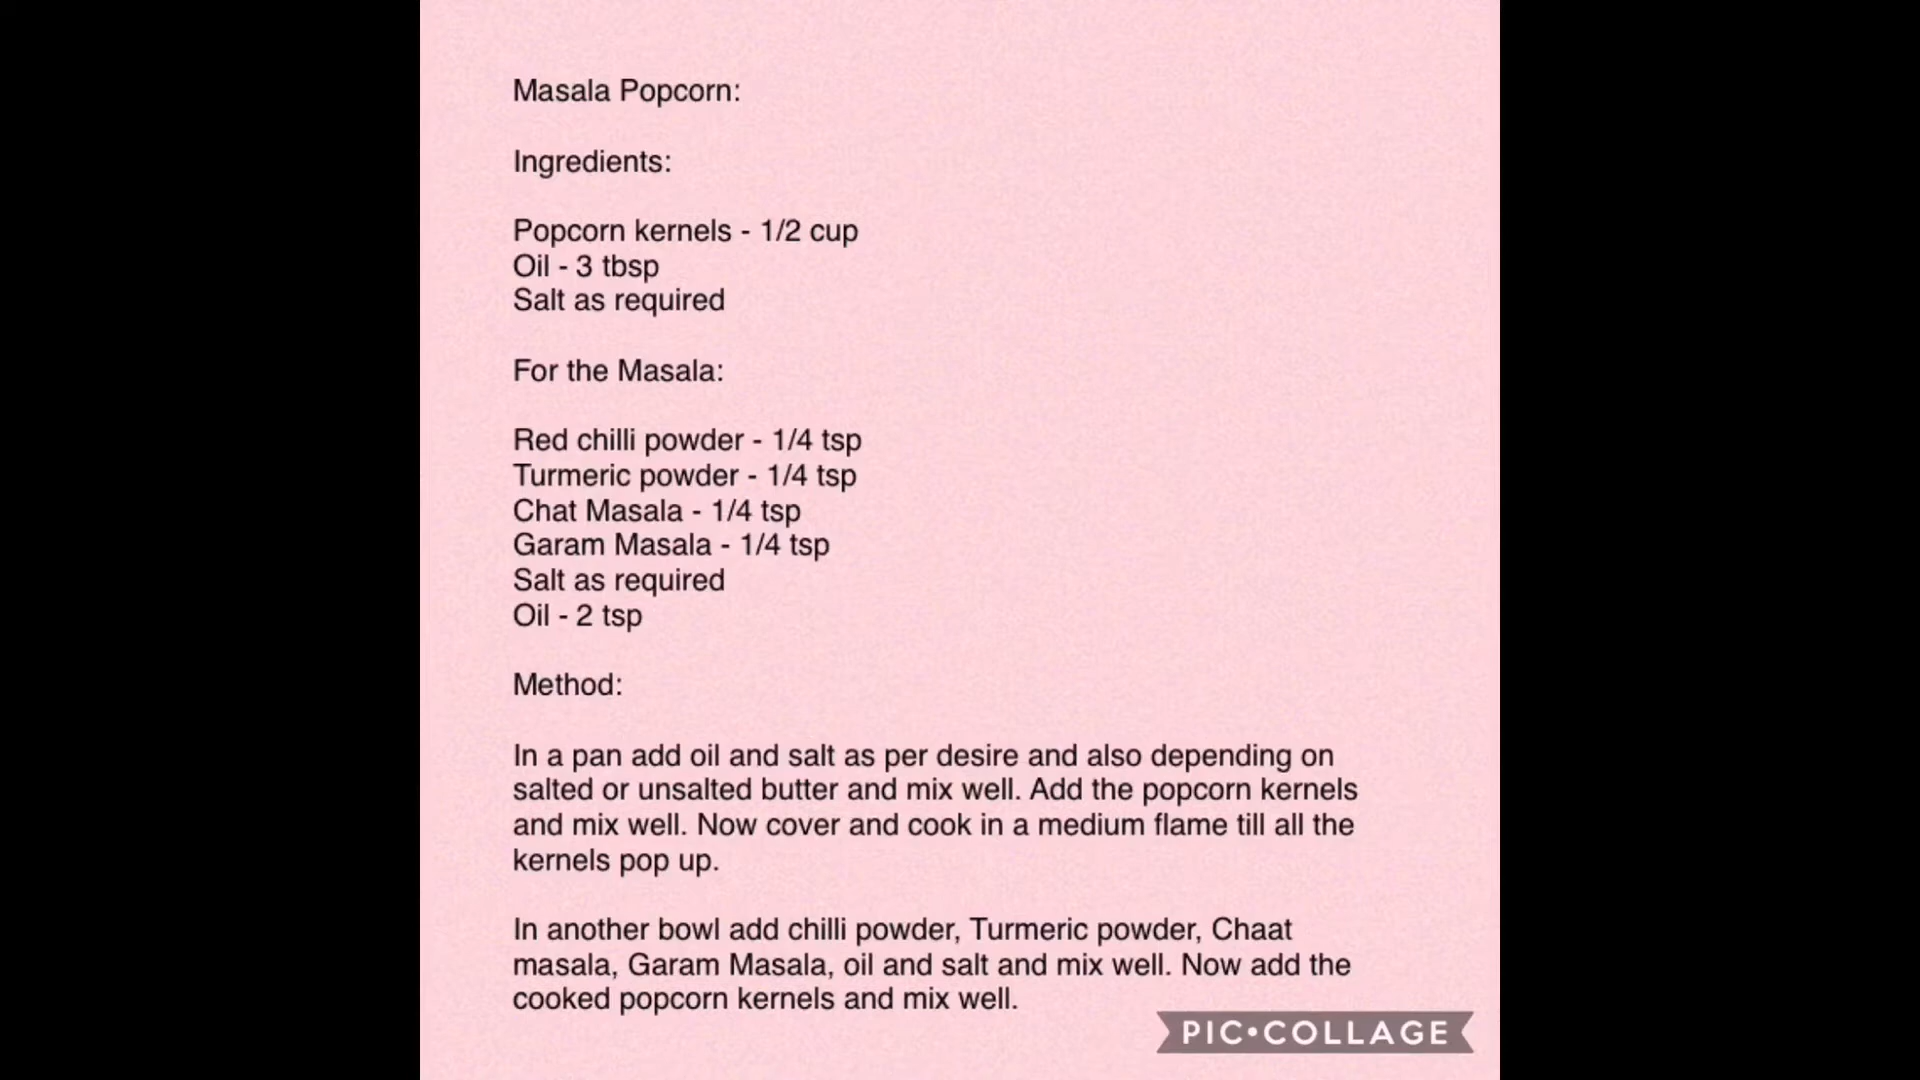 Masala Popcorn:
Ingredients:
Popcorn kernels - 1/2 cup
Oil - 3 tbsp
Salt as required
For the Masala:
Red chilli powder - 1/4 tsp
Turmeric powder - 1/4 tsp
Chat Masala - 1/4 tsp
Garam Masala - 1/4 tsp
Salt as required
Oil - 2 tsp
Method:
In a pan add oil and salt as per desire and also depending on
salted or unsalted butter and mix well. Add the popcorn kernels
and mix well. Now cover and cook in a medium flame till all the
kernels pop up.
In another bowl add chilli powder, Turmeric powder, Chaat
masala, Garam Masala, oil and salt and mix well. Now add the
cooked popcorn kernels and mix well.
PIC•COLLAGE